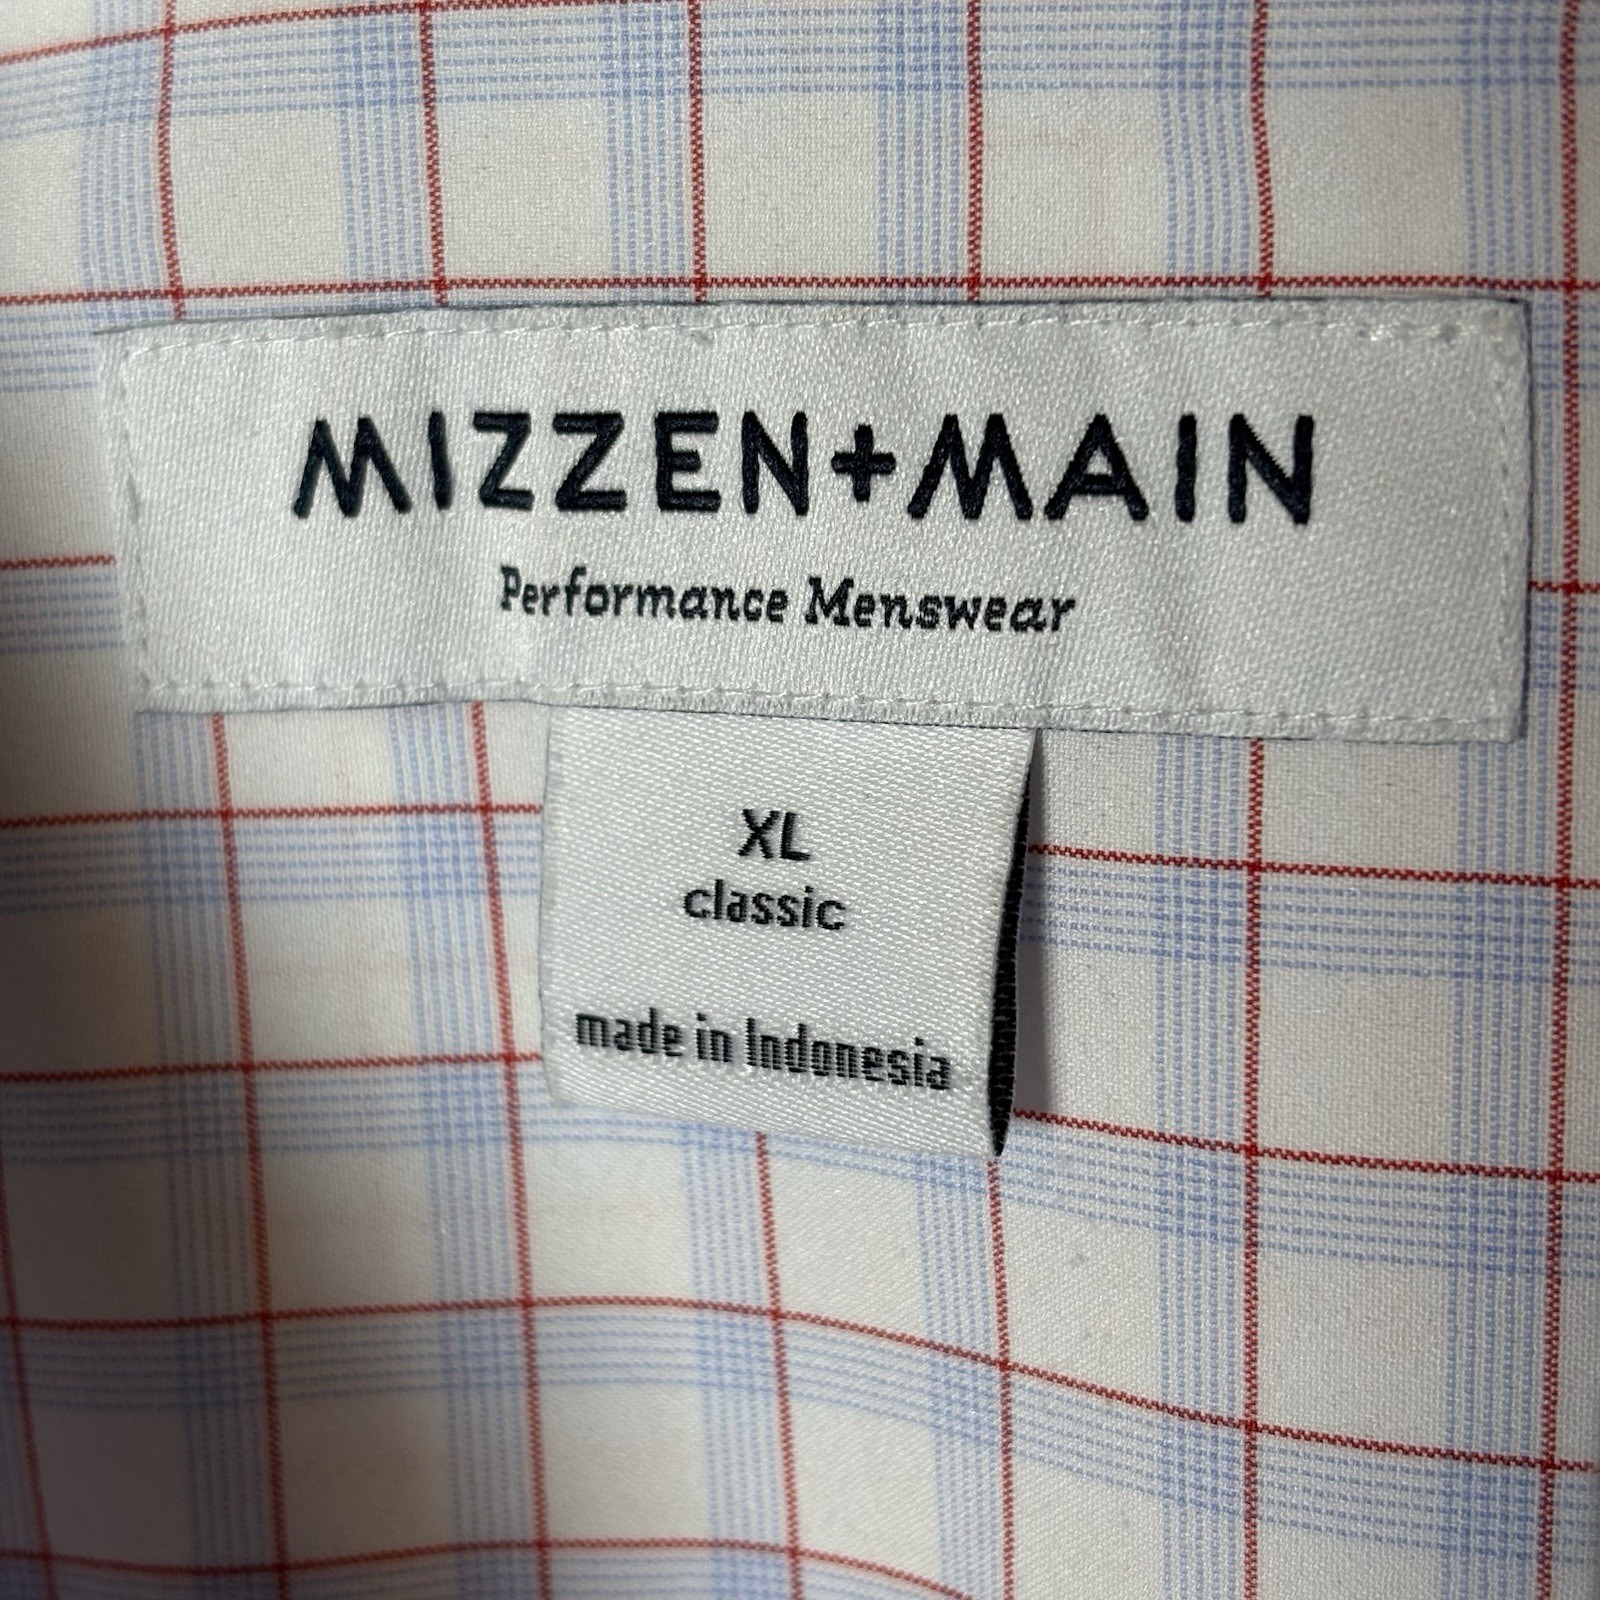 MIZZEN+MAIN
Performance Menswear
XL
classic
made in Indonesia